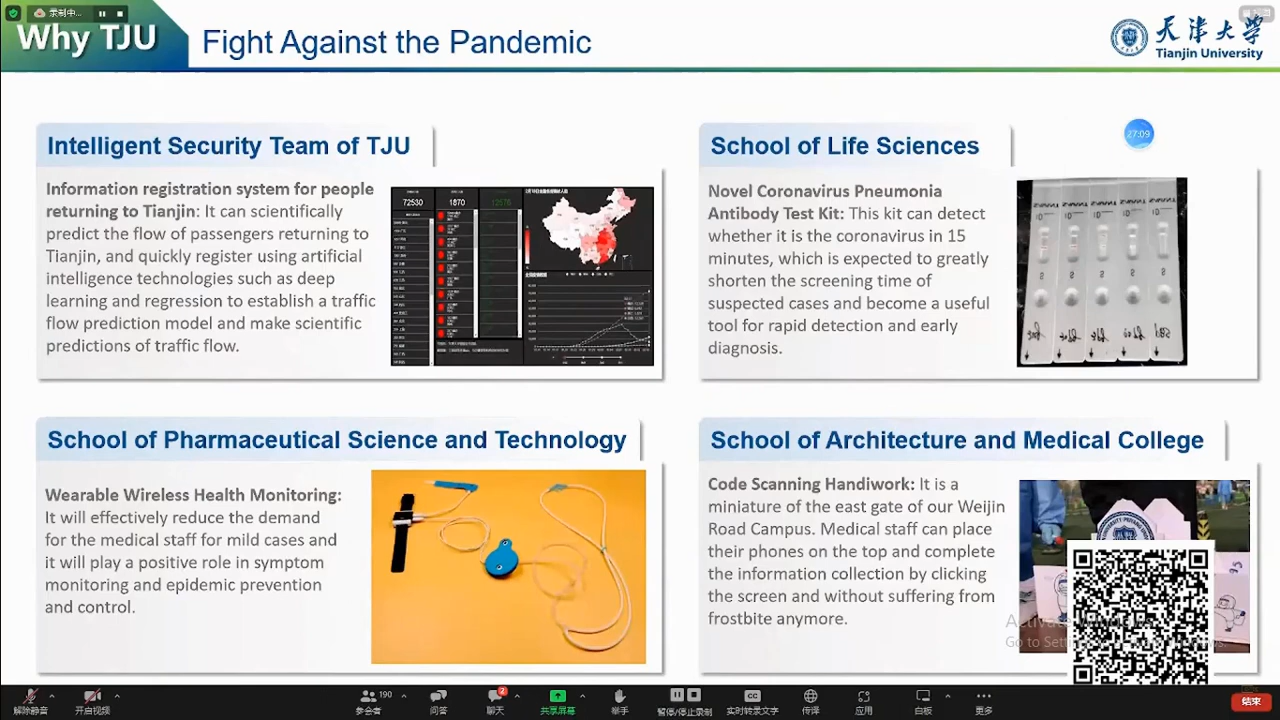 录制中...
Why TJU
Fight Against the Pandemic
天津大学
Tianjin University
Intelligent Security Team of TJU
Information registration system for people
returning to Tianjin: It can scientifically
predict the flow of passengers returning to
Tianjin, and quickly register using artificial
intelligence technologies such as deep
learning and regression to establish a traffic
flow prediction model and make scientific
predictions of traffic flow.
72530
1870
School of Life Sciences
27:09
Novel Coronavirus Pneumonia
Antibody Test Kit: This kit can detect
whether it is the coronavirus in 15
minutes, which is expected to greatly
shorten the screening time of
suspected cases and become a useful
tool for rapid detection and early
diagnosis.
School of Pharmaceutical Science and Technology
Wearable Wireless Health Monitoring:
It will effectively reduce the demand
for the medical staff for mild cases and
it will play a positive role in symptom
monitoring and epidemic prevention
and control.
School of Architecture and Medical College
Code Scanning Handiwork: It is a
miniature of the east gate of our Weijin
Road Campus. Medical staff can place
their phones on the top and complete
the information collection by clicking
the screen and without suffering from
frostbite anymore.
解除静音
开启视频
190
参会者
问答
2
聊天
共享屏幕
举手
暂停/停止录制
CC
实时转录文字
传译
应用
白板
更多
结束